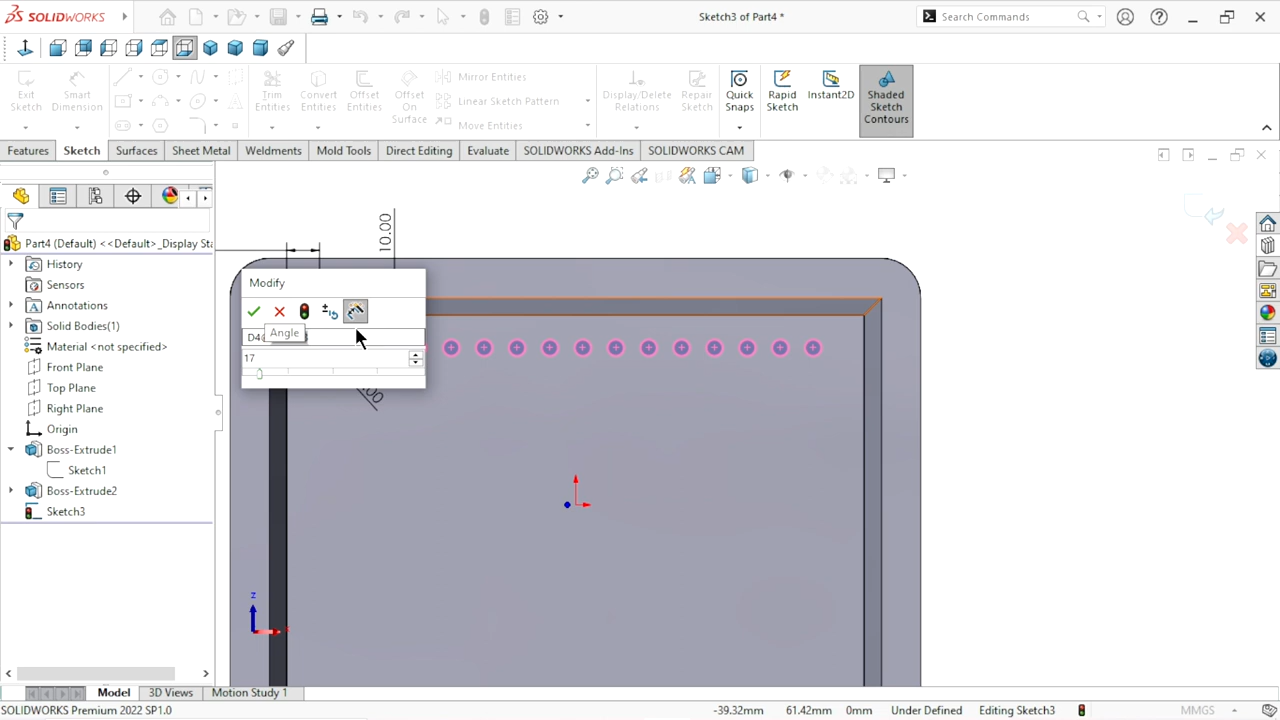 SOLIDWORKS
Sketch3 of Part4 *
Search Commands
Exit Sketch
Smart Dimension
Trim Entities
Convert Entities
Offset Entities
Offset On Surface
Mirror Entities
Linear Sketch Pattern
Move Entities
Display/Delete Relations
Repair Sketch
Quick Snaps
Rapid Sketch
Instant2D
Shaded Sketch Contours
Features
Sketch
Surfaces
Sheet Metal
Weldments
Mold Tools
Direct Editing
Evaluate
SOLIDWORKS Add-Ins
SOLIDWORKS CAM
Part4 (Default) <<Default>_Display Sta
History
Sensors
Annotations
Solid Bodies(1)
Material <not specified>
Front Plane
Top Plane
Right Plane
Origin
Boss-Extrude1
Sketch1
Boss-Extrude2
Sketch3
10.00
Modify
Angle
D4@
17
.00
z
Model
3D Views
Motion Study 1
SOLIDWORKS Premium 2022 SP1.0
-39.32mm
61.42mm
0mm
Under Defined
Editing Sketch3
MMGS